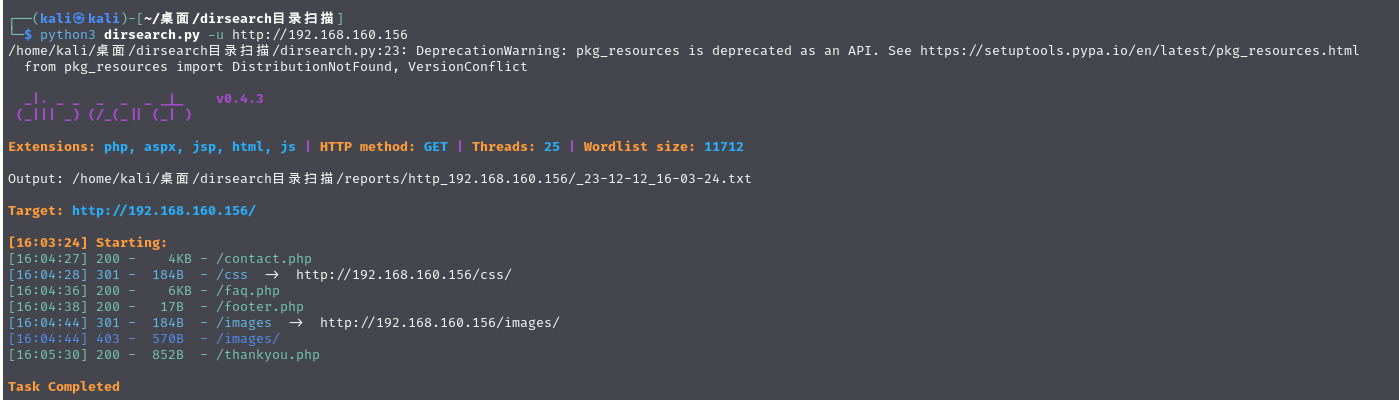 ┌──(kali㉿kali)-[~/桌面/dirsearch目录扫描]
└─$ python3 dirsearch.py -u http://192.168.160.156
/home/kali/桌面/dirsearch目录扫描/dirsearch.py:23: DeprecationWarning: pkg_resources is deprecated as an API. See https://setuptools.pypa.io/en/latest/pkg_resources.html
  from pkg_resources import DistributionNotFound, VersionConflict
  _|. _ _  _  _  _ _|_    v0.4.3
 (_||| _) (/_(_|| (_| )
Extensions: php, aspx, jsp, html, js | HTTP method: GET | Threads: 25 | Wordlist size: 11712
Output: /home/kali/桌面/dirsearch目录扫描/reports/http_192.168.160.156/_23-12-12_16-03-24.txt
Target: http://192.168.160.156/
[16:03:24] Starting:
[16:04:27] 200 -    4KB - /contact.php
[16:04:28] 301 -  184B  - /css  ->  http://192.168.160.156/css/
[16:04:36] 200 -    6KB - /faq.php
[16:04:38] 200 -   17B  - /footer.php
[16:04:44] 301 -  184B  - /images  ->  http://192.168.160.156/images/
[16:04:44] 403 -  570B  - /images/
[16:05:30] 200 -  852B  - /thankyou.php
Task Completed